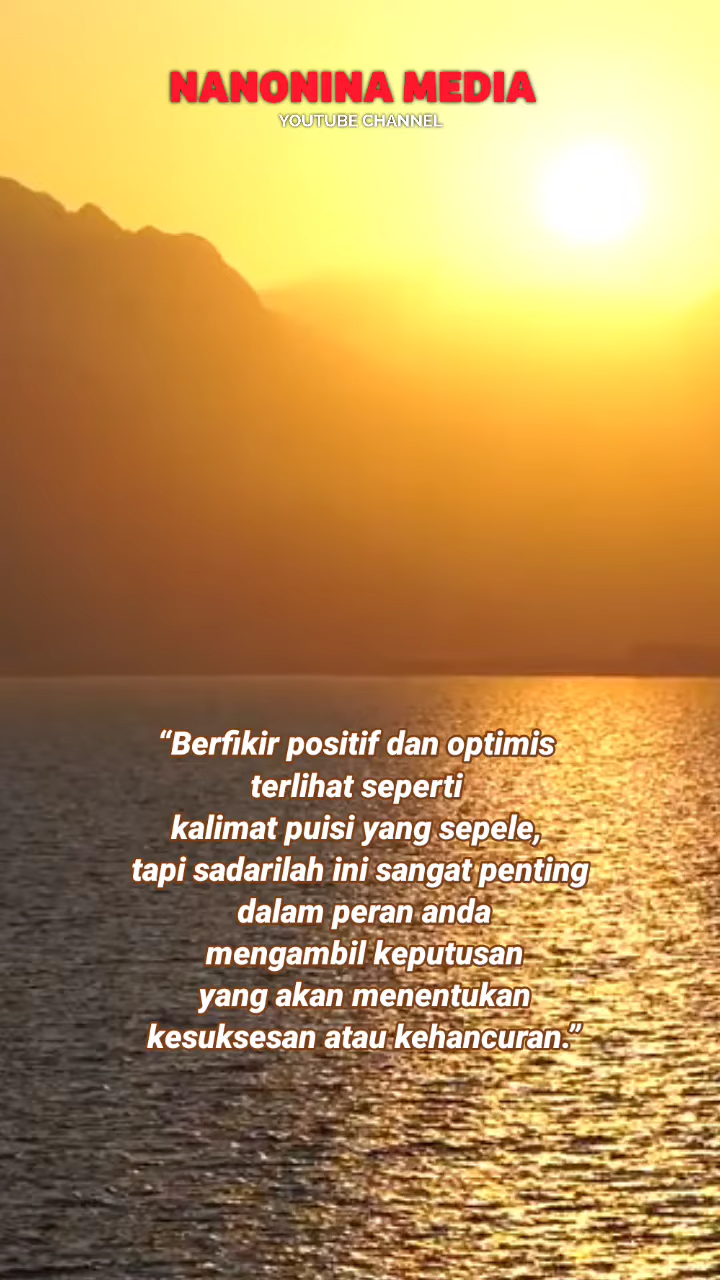 NANONINA MEDIA
YOUTUBE CHANNEL
“Berfikir positif dan optimis
terlihat seperti
kalimat puisi yang sepele,
tapi sadarilah ini sangat penting
dalam peran anda
mengambil keputusan
yang akan menentukan
kesuksesan atau kehancuran.”